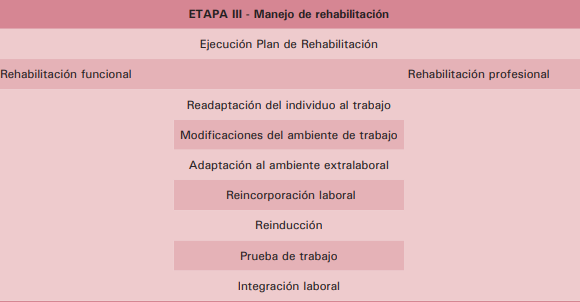 ETAPA III - Manejo de rehabilitación
Ejecución Plan de Rehabilitación
Rehabilitación funcional
Rehabilitación profesional
Readaptación del individuo al trabajo
Modificaciones del ambiente de trabajo
Adaptación al ambiente extralaboral
Reincorporación laboral
Reinducción
Prueba de trabajo
Integración laboral